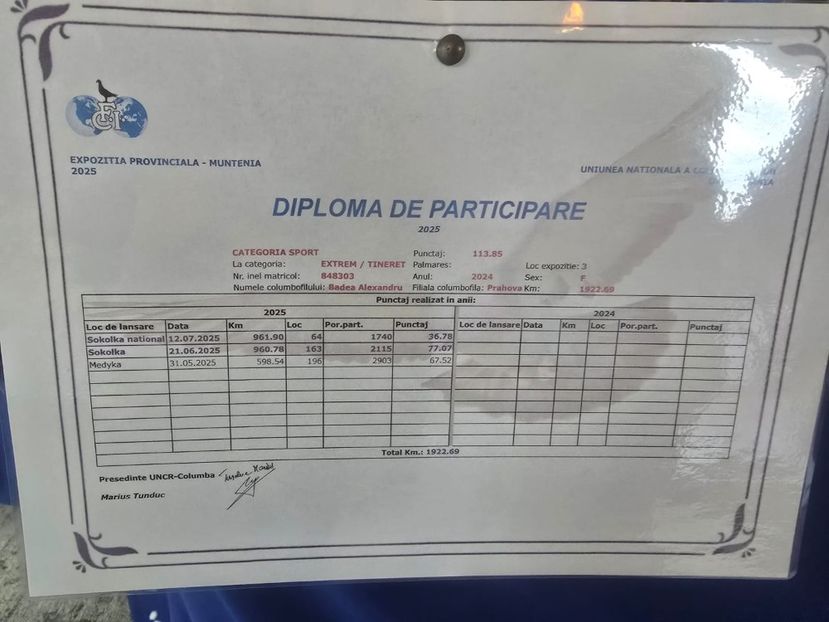 FCI
EXPOZITIA PROVINCIALA - MUNTENIA
2025
UNIUNEA NATIONALA A
DIPLOMA DE PARTICIPARE
2025
CATEGORIA SPORT Punctaj: 113.85
La categoria: EXTREM / TINERET Palmares: Loc expozitie: 3
Nr. inel matricol: 848303 Anul: 2024 Sex: F
Numele columbofilului: Badea Alexandru Filiala columbofila: Prahova Km: 1922.69
Punctaj realizat in anii:
2025 2024
Loc de lansare Data Km Loc Por.part. Punctaj Loc de lansare Data Km Loc Por.part. Punctaj
Sokolka national 12.07.2025 961.90 64 1740 36.78
Sokolka 21.06.2025 960.78 163 2115 77.07
Medyka 31.05.2025 598.54 196 2903 67.52
Total Km.: 1922.69
Presedinte UNCR-Columba
Marius Tunduc